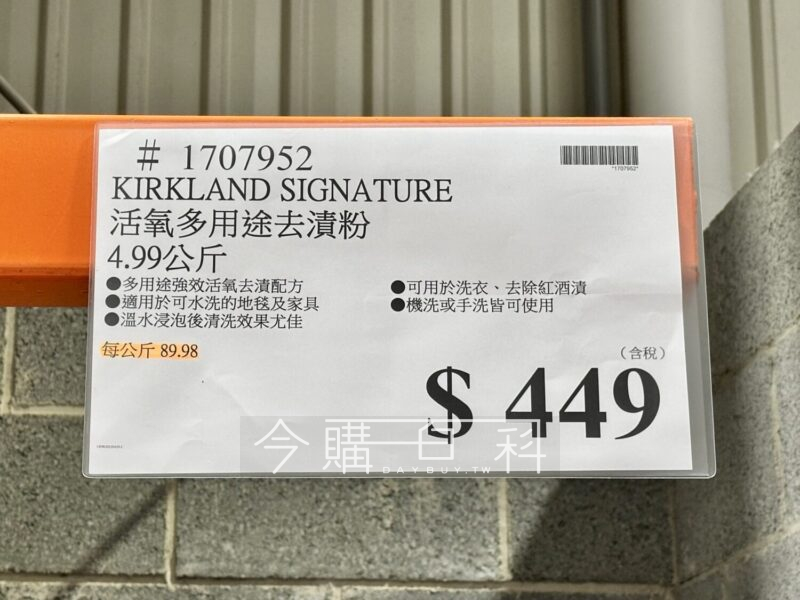 # 1707952
*1707952*
KIRKLAND SIGNATURE
活氧多用途去漬粉
4.99公斤
●多用途強效活氧去漬配方
●適用於可水洗的地毯及家具
●溫水浸泡後清洗效果尤佳
●可用於洗衣、去除紅酒漬
●機洗或手洗皆可使用
每公斤 89.98
(含稅)
$ 449
今購百科
DAYBUY.TW